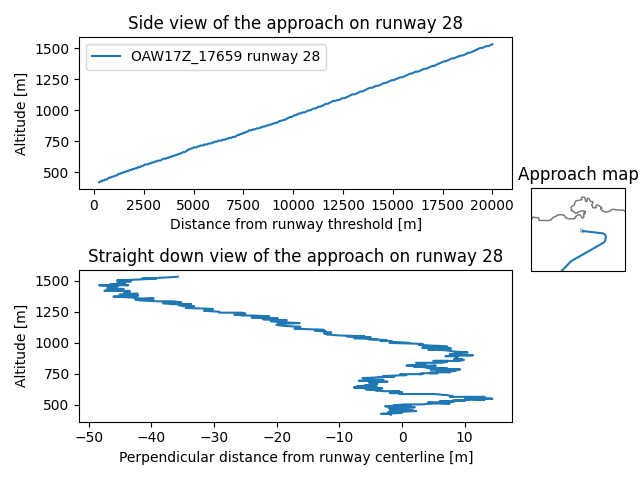 Side view of the approach on runway 28
Altitude [m]
1500
1250
1000
750
500
OAW17Z_17659 runway 28
0 2500 5000 7500 10000 12500 15000 17500 20000
Distance from runway threshold [m]
Approach map
Straight down view of the approach on runway 28
Altitude [m]
1500
1250
1000
750
500
−50 −40 −30 −20 −10 0 10
Perpendicular distance from runway centerline [m]